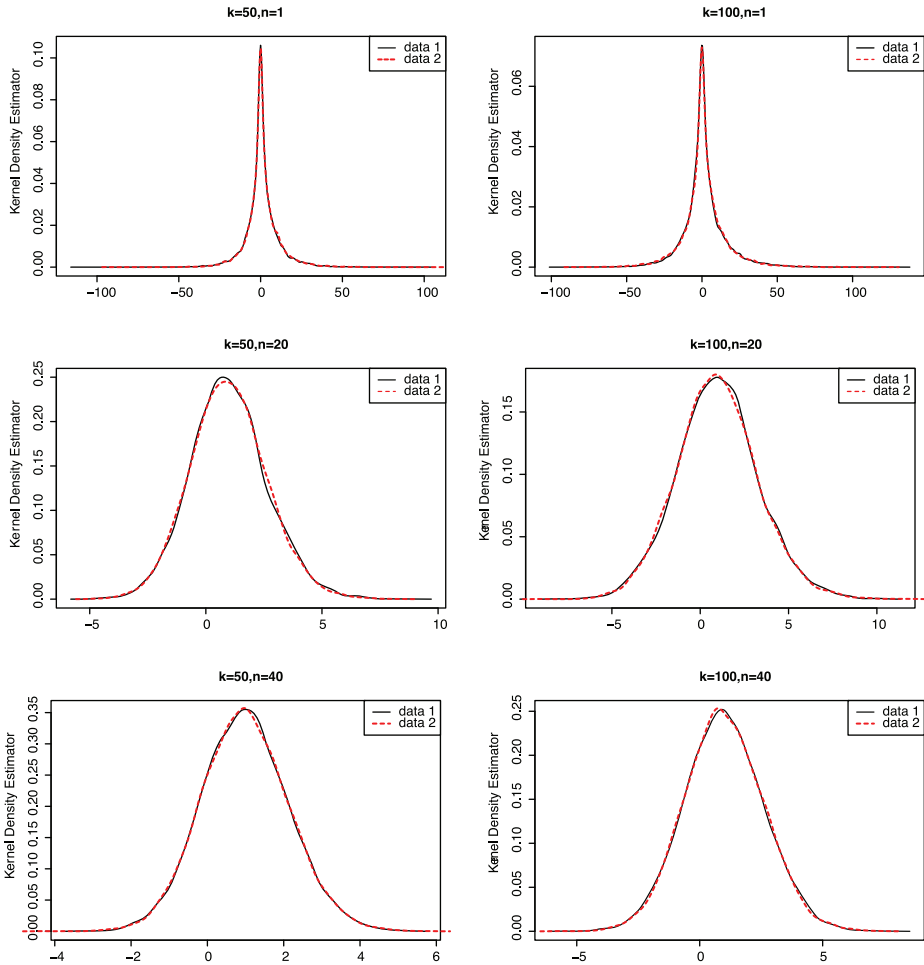 k=50,n=1
Kernel Density Estimator
0.00 0.02 0.04 0.06 0.08 0.10
−100 −50 0 50 100
data 1
data 2
k=100,n=1
Kernel Density Estimator
0.00 0.02 0.04 0.06
−100 −50 0 50 100
data 1
data 2
k=50,n=20
Kernel Density Estimator
0.00 0.05 0.10 0.15 0.20 0.25
−5 0 5 10
data 1
data 2
k=100,n=20
Kernel Density Estimator
0.00 0.05 0.10 0.15
−5 0 5 10
data 1
data 2
k=50,n=40
Kernel Density Estimator
0.00 0.05 0.10 0.15 0.20 0.25 0.30 0.35
−4 −2 0 2 4 6
data 1
data 2
k=100,n=40
Kernel Density Estimator
0.00 0.05 0.10 0.15 0.20 0.25
−5 0 5
data 1
data 2